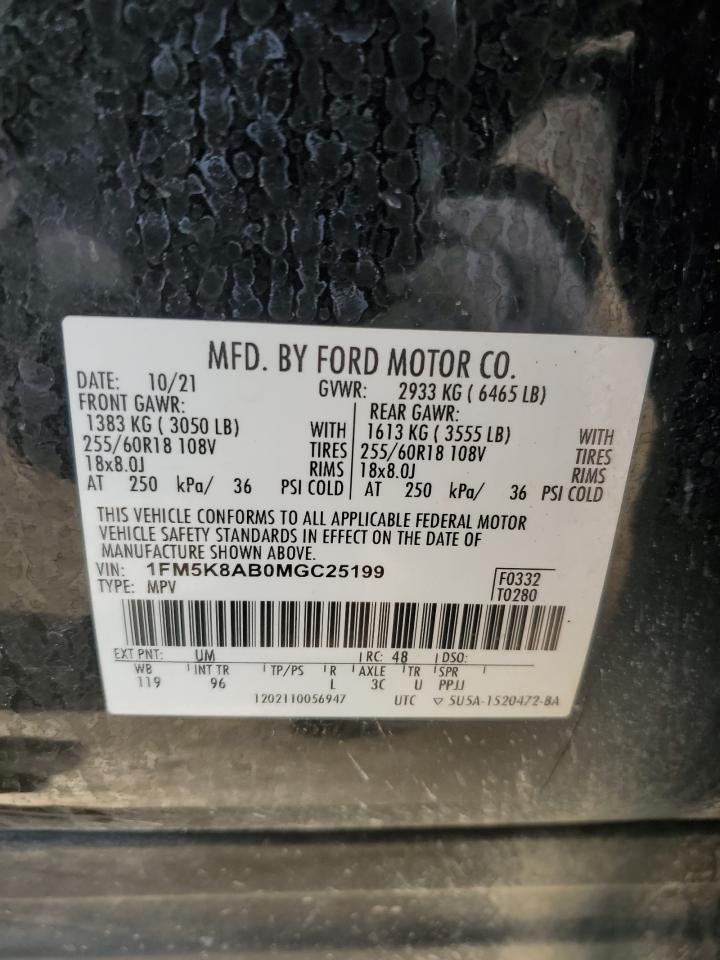 MFD. BY FORD MOTOR CO.
DATE: 10/21 GVWR: 2933 KG ( 6465 LB)
FRONT GAWR: REAR GAWR:
1383 KG ( 3050 LB) WITH 1613 KG ( 3555 LB) WITH
255/60R18 108V TIRES 255/60R18 108V TIRES
18x8.0J RIMS 18x8.0J RIMS
AT 250 kPa/ 36 PSI COLD AT 250 kPa/ 36 PSI COLD
THIS VEHICLE CONFORMS TO ALL APPLICABLE FEDERAL MOTOR
VEHICLE SAFETY STANDARDS IN EFFECT ON THE DATE OF
MANUFACTURE SHOWN ABOVE.
VIN: 1FM5K8AB0MGC25199 F0332
TYPE: MPV T0280
EXT PNT: UM RC: 48 DSO:
WB INT TR TP/PS R AXLE TR SPR
119 96 L 3C U PPJJ
1202110056947 UTC ▽ 5U5A-1520472-BA